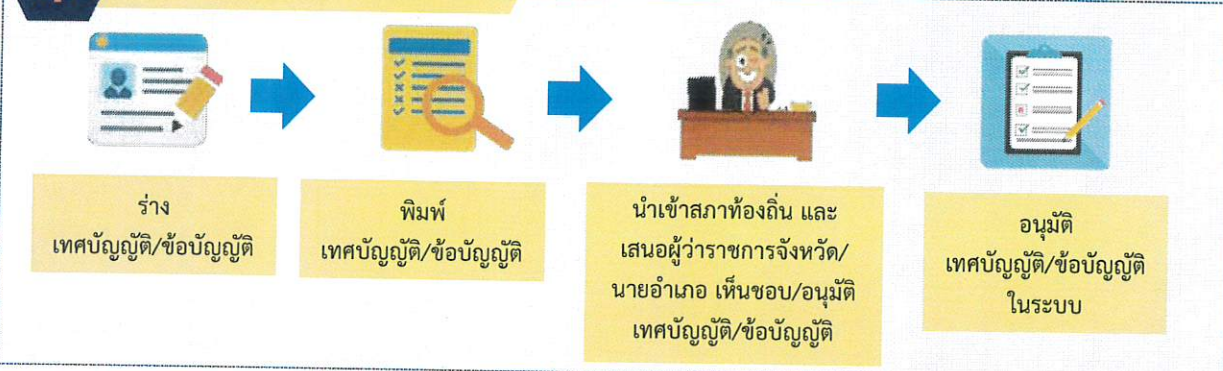 ร่าง
เทศบัญญัติ/ข้อบัญญัติ
พิมพ์
เทศบัญญัติ/ข้อบัญญัติ
นำเข้าสภาท้องถิ่น และ
เสนอผู้ว่าราชการจังหวัด/
นายอำเภอ เห็นชอบ/อนุมัติ
เทศบัญญัติ/ข้อบัญญัติ
อนุมัติ
เทศบัญญัติ/ข้อบัญญัติ
ในระบบ